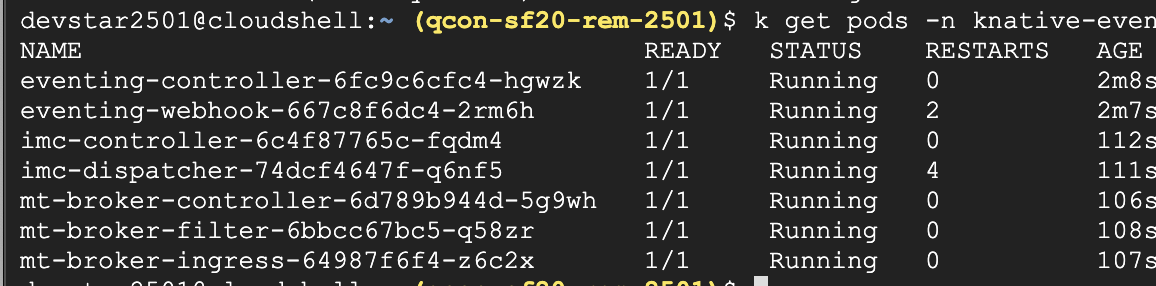 devstar2501@cloudshell:~ (qcon-sf20-rem-2501)$ k get pods -n knative-even
NAME READY STATUS RESTARTS AGE
eventing-controller-6fc9c6cfc4-hgwzk 1/1 Running 0 2m8s
eventing-webhook-667c8f6dc4-2rm6h 1/1 Running 2 2m7s
imc-controller-6c4f87765c-fqdm4 1/1 Running 0 112s
imc-dispatcher-74dcf4647f-q6nf5 1/1 Running 4 111s
mt-broker-controller-6d789b944d-5g9wh 1/1 Running 0 106s
mt-broker-filter-6bbcc67bc5-q58zr 1/1 Running 0 108s
mt-broker-ingress-64987f6f4-z6c2x 1/1 Running 0 107s
devstar2501@cloudshell:~ (qcon-sf20-rem-2501)$